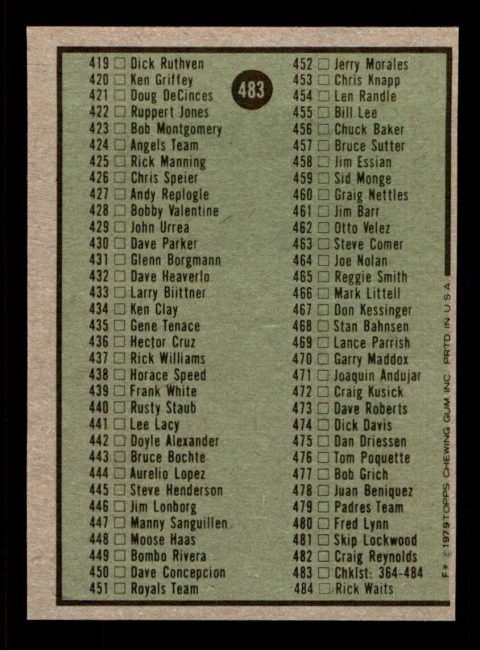 483
419 ☐ Dick Ruthven
420 ☐ Ken Griffey
421 ☐ Doug DeCinces
422 ☐ Ruppert Jones
423 ☐ Bob Montgomery
424 ☐ Angels Team
425 ☐ Rick Manning
426 ☐ Chris Speier
427 ☐ Andy Replogle
428 ☐ Bobby Valentine
429 ☐ John Urrea
430 ☐ Dave Parker
431 ☐ Glenn Borgmann
432 ☐ Dave Heaverlo
433 ☐ Larry Biittner
434 ☐ Ken Clay
435 ☐ Gene Tenace
436 ☐ Hector Cruz
437 ☐ Rick Williams
438 ☐ Horace Speed
439 ☐ Frank White
440 ☐ Rusty Staub
441 ☐ Lee Lacy
442 ☐ Doyle Alexander
443 ☐ Bruce Bochte
444 ☐ Aurelio Lopez
445 ☐ Steve Henderson
446 ☐ Jim Lonborg
447 ☐ Manny Sanguillen
448 ☐ Moose Haas
449 ☐ Bombo Rivera
450 ☐ Dave Concepcion
451 ☐ Royals Team
452 ☐ Jerry Morales
453 ☐ Chris Knapp
454 ☐ Len Randle
455 ☐ Bill Lee
456 ☐ Chuck Baker
457 ☐ Bruce Sutter
458 ☐ Jim Essian
459 ☐ Sid Monge
460 ☐ Graig Nettles
461 ☐ Jim Barr
462 ☐ Otto Velez
463 ☐ Steve Comer
464 ☐ Joe Nolan
465 ☐ Reggie Smith
466 ☐ Mark Littell
467 ☐ Don Kessinger
468 ☐ Stan Bahnsen
469 ☐ Lance Parrish
470 ☐ Garry Maddox
471 ☐ Joaquin Andujar
472 ☐ Craig Kusick
473 ☐ Dave Roberts
474 ☐ Dick Davis
475 ☐ Dan Driessen
476 ☐ Tom Poquette
477 ☐ Bob Grich
478 ☐ Juan Beniquez
479 ☐ Padres Team
480 ☐ Fred Lynn
481 ☐ Skip Lockwood
482 ☐ Craig Reynolds
483 ☐ Chklst: 364-484
484 ☐ Rick Waits
F* © 1979 TOPPS CHEWING GUM INC. PRTD. IN U.S.A.